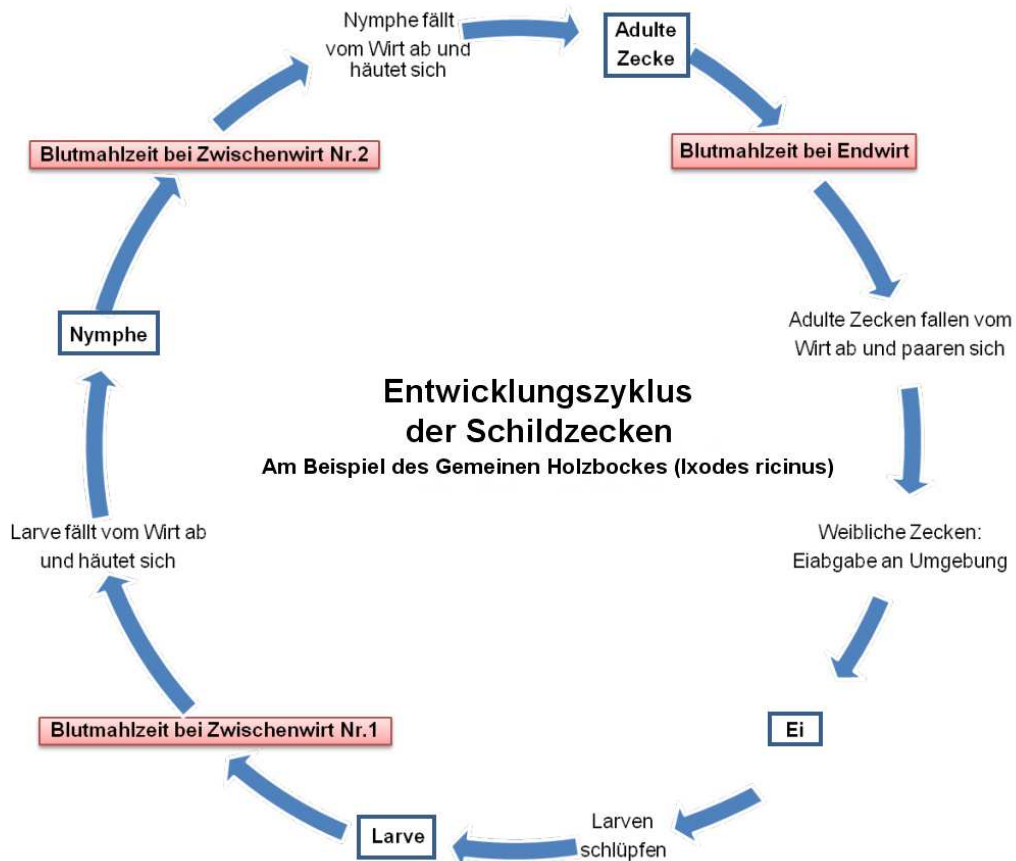 Nymphe fällt
vom Wirt ab und
häutet sich
Adulte
Zecke
Blutmahlzeit bei Endwirt
Adulte Zecken fallen vom
Wirt ab und paaren sich
Weibliche Zecken:
Eiabgabe an Umgebung
Ei
Larven
schlüpfen
Larve
Blutmahlzeit bei Zwischenwirt Nr.1
Larve fällt vom Wirt ab
und häutet sich
Nymphe
Blutmahlzeit bei Zwischenwirt Nr.2
Entwicklungszyklus
der Schildzecken
Am Beispiel des Gemeinen Holzbockes (Ixodes ricinus)